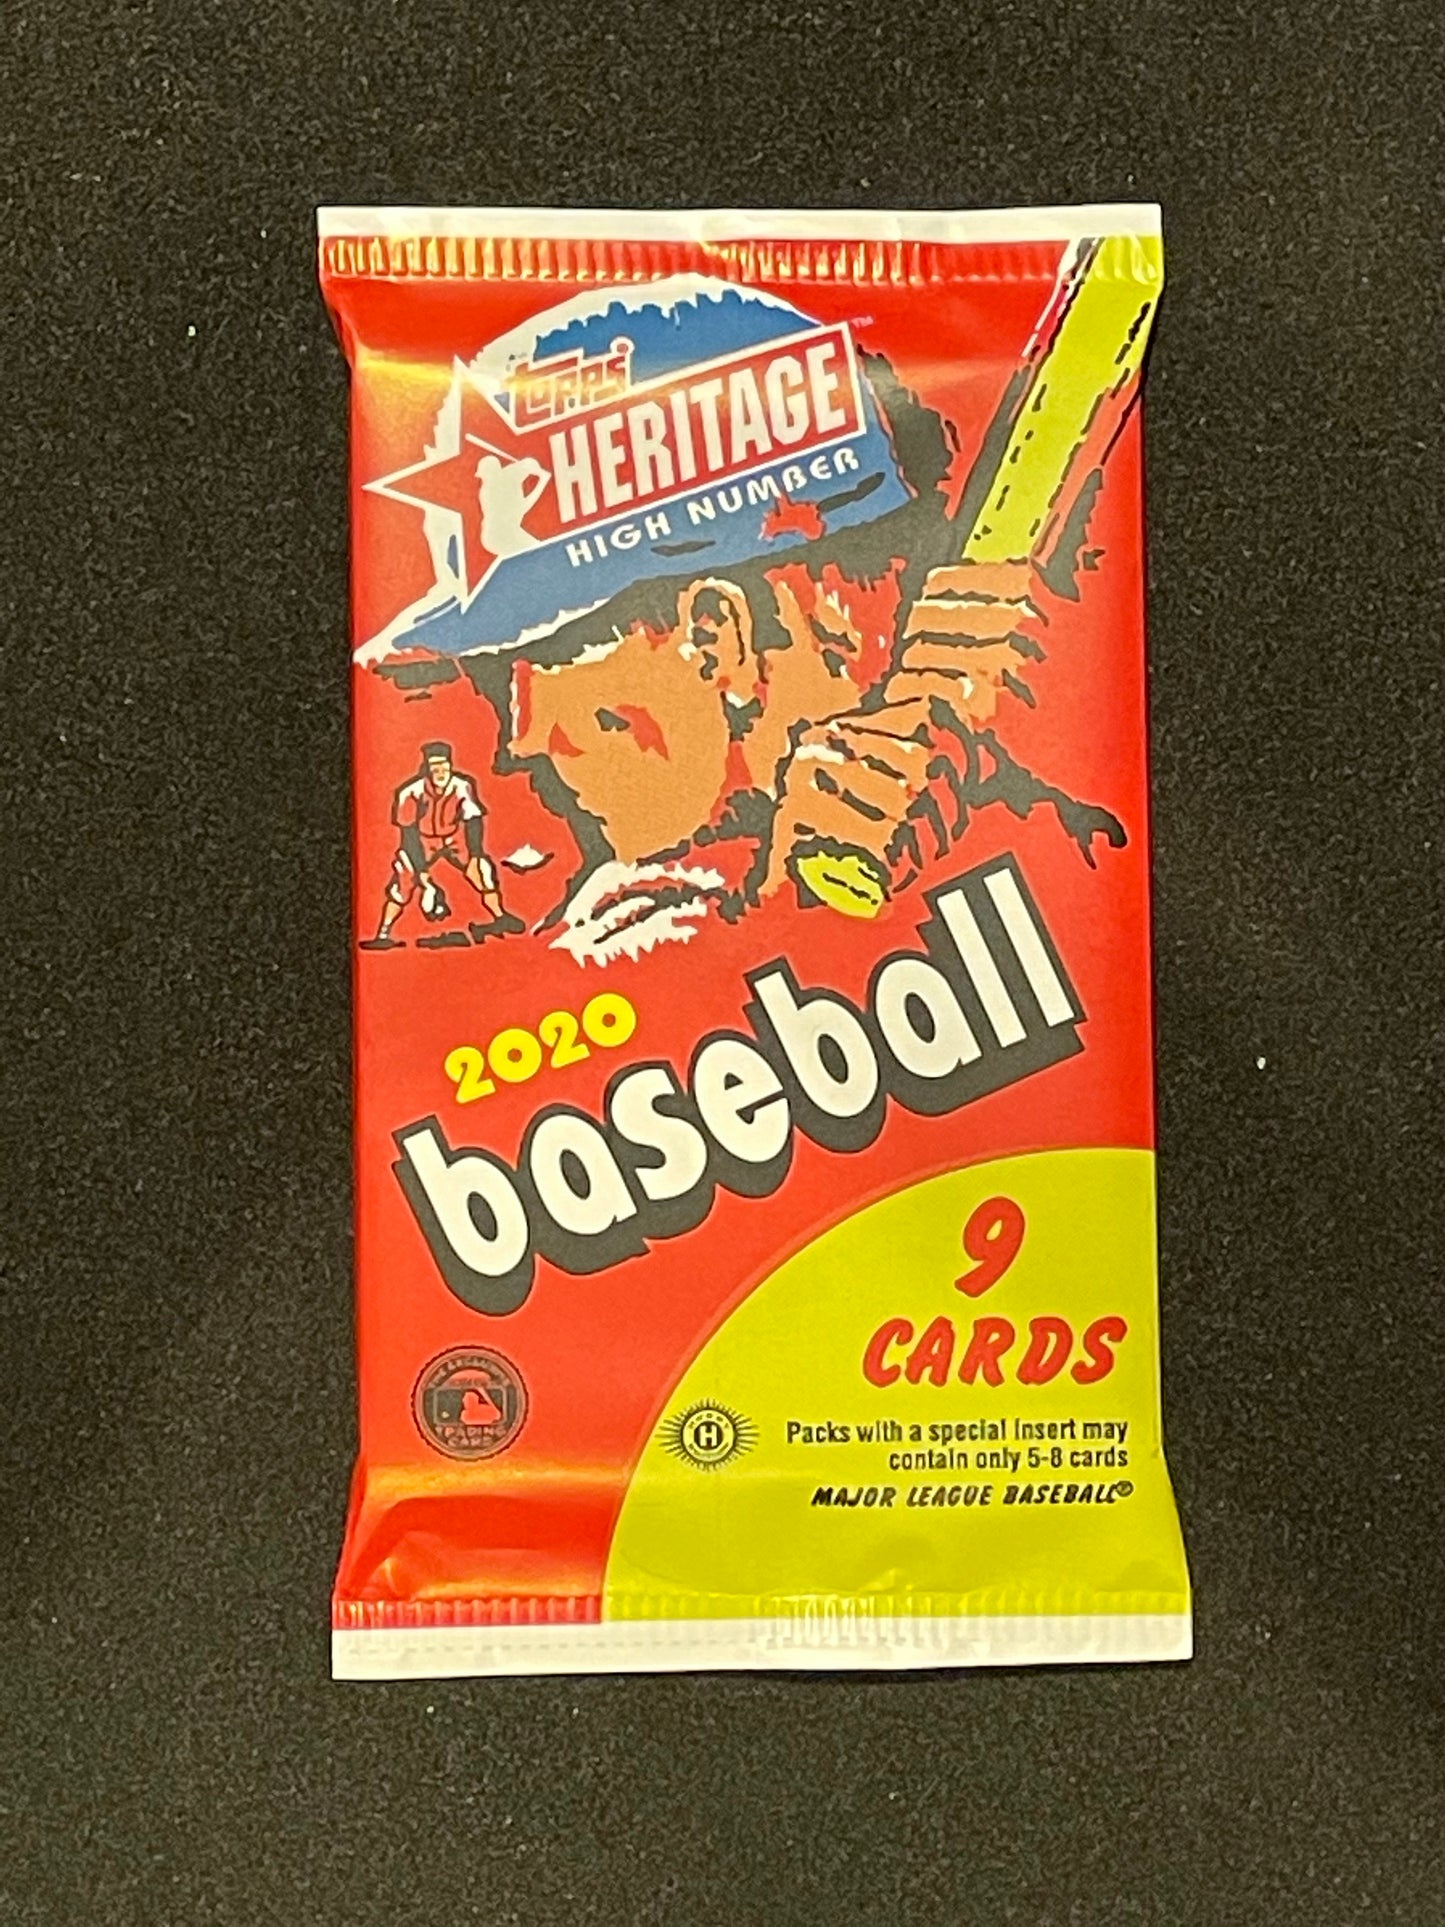 topps
HERITAGE
HIGH NUMBER
2020
baseball
9
CARDS
H
Packs with a special insert may
contain only 5-8 cards
MAJOR LEAGUE BASEBALL®